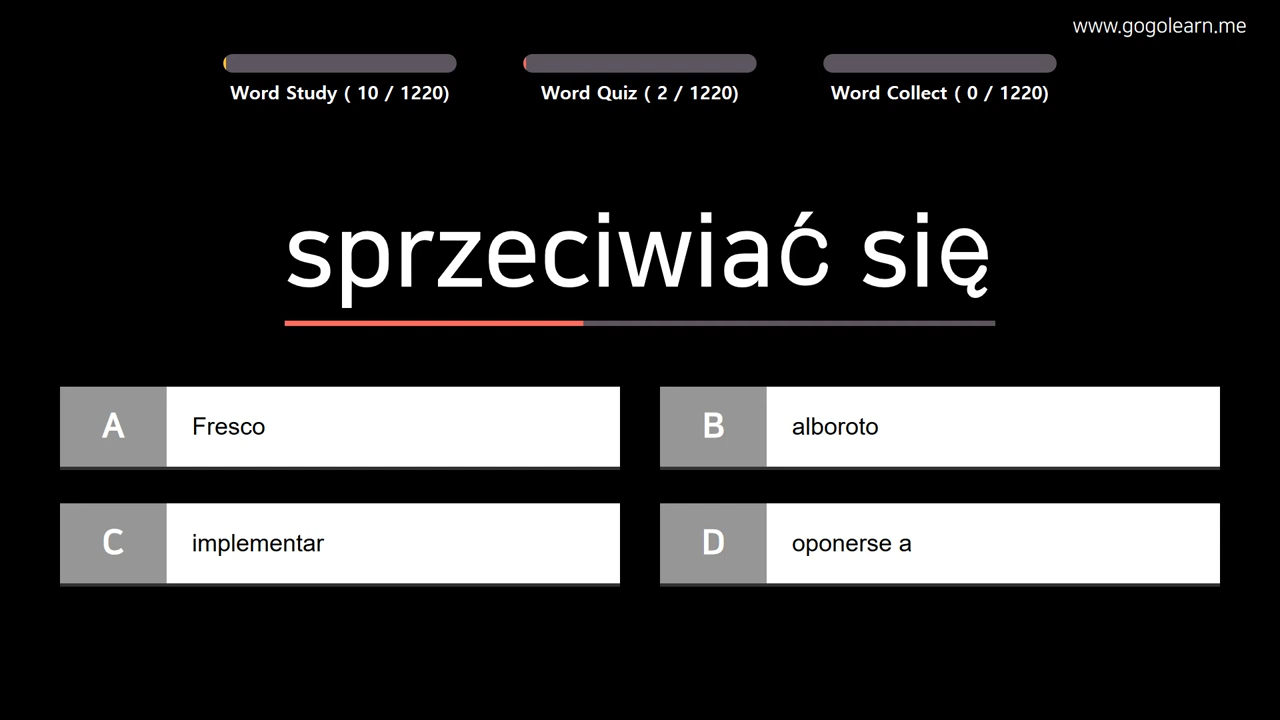 www.gogolearn.me
Word Study ( 10 / 1220)
Word Quiz ( 2 / 1220)
Word Collect ( 0 / 1220)
sprzeciwiać się
A Fresco
B alboroto
C implementar
D oponerse a